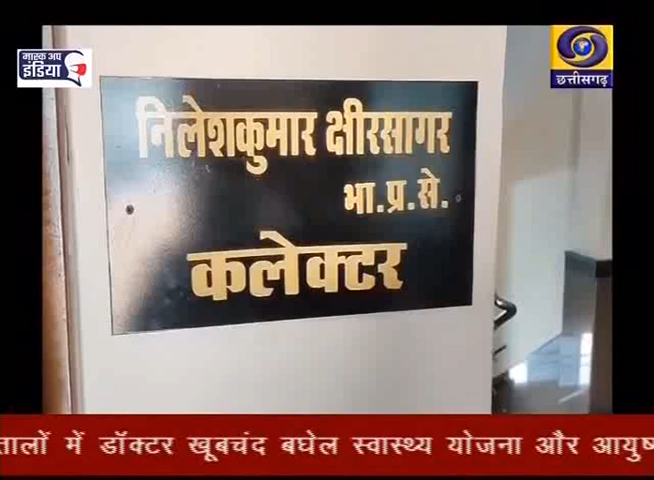 मास्क अप
इंडिया
छत्तीसगढ़
निलेशकुमार क्षीरसागर
भा.प्र.से.
कलेक्टर
तालों में डॉक्टर खूबचंद बघेल स्वास्थ्य योजना और आयुष